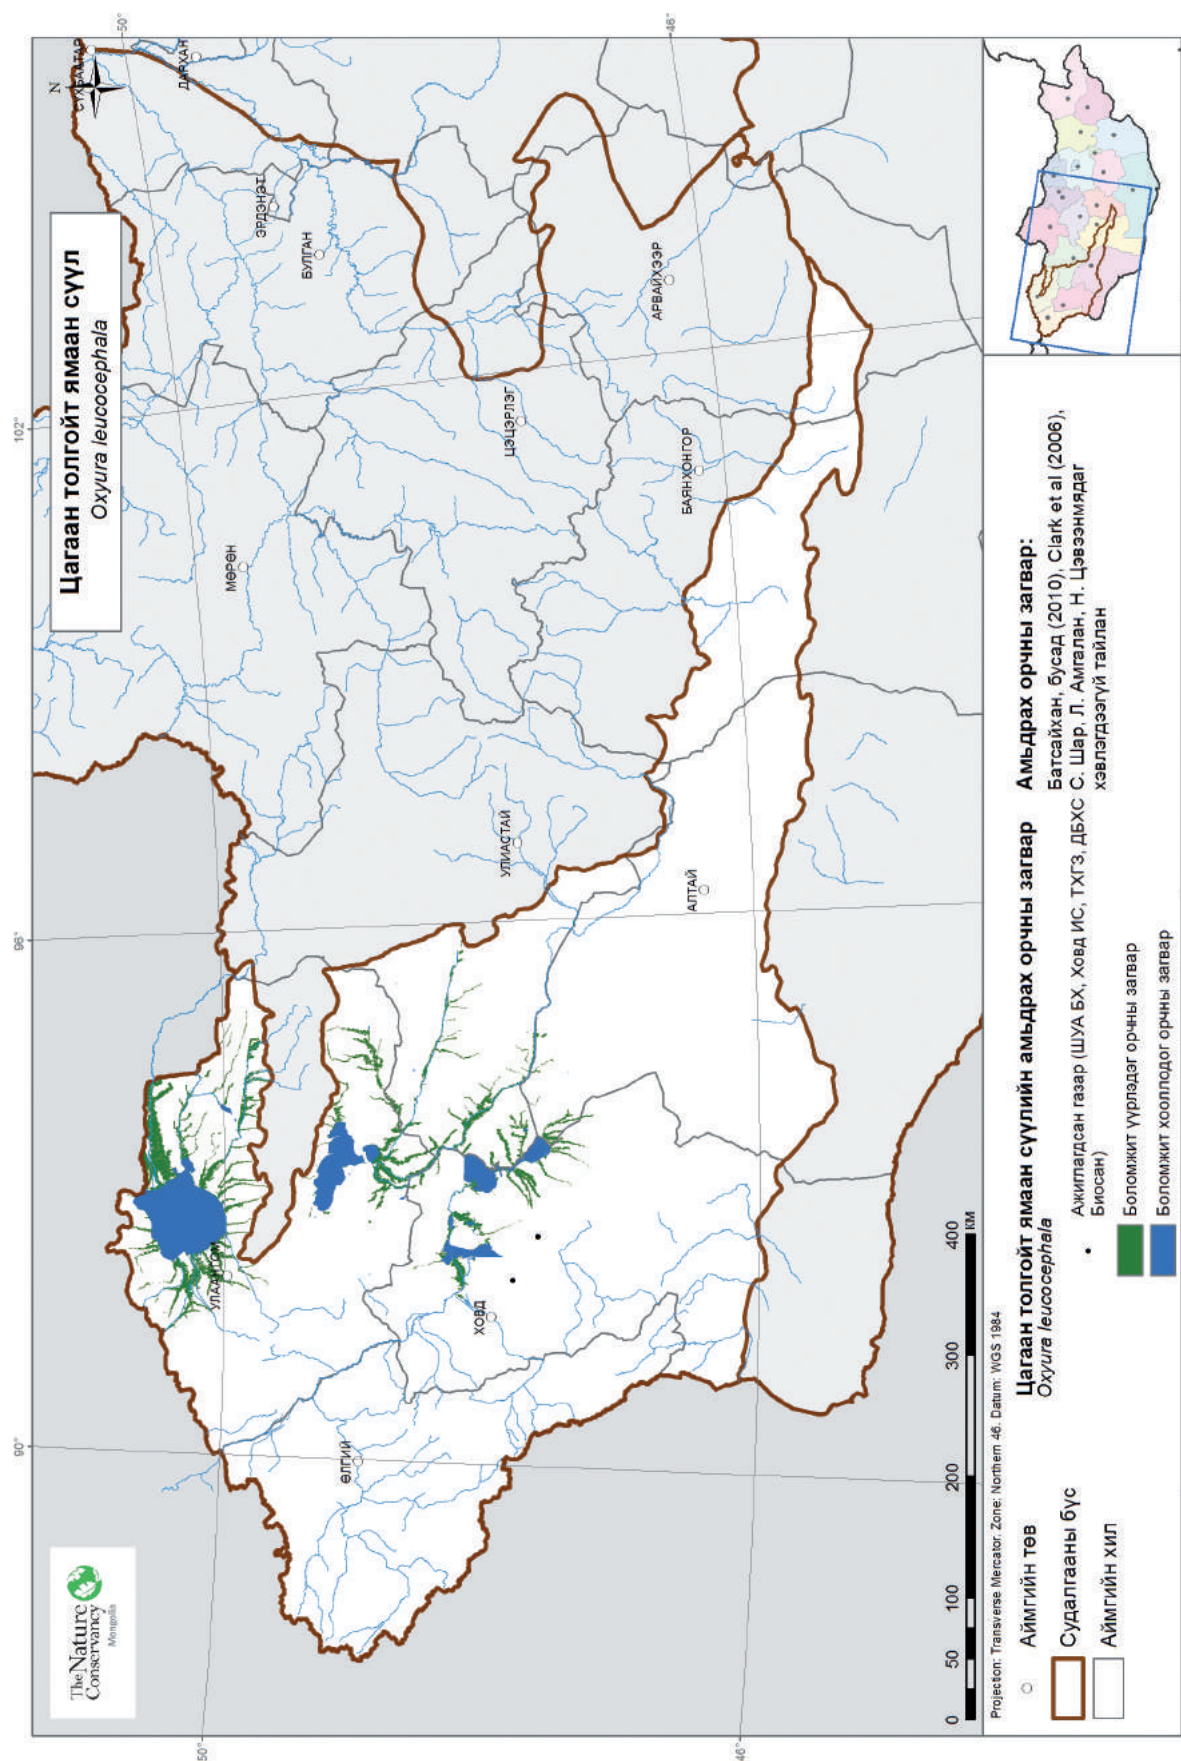 The Nature
Conservancy
Mongolia
Цагаан толгойт ямаан сүүл
Oxyura leucocephala
N
90°
96°
102°
50°
46°
50°
46°
СҮХБААТАР
ДАРХАН
ЭРДЭНЭТ
БУЛГАН
МӨРӨН
ЦЭЦЭРЛЭГ
АРВАЙХЭЭР
БАЯНХОНГОР
УЛИАСТАЙ
АЛТАЙ
УЛААНГОМ
ХОВД
ӨЛГИЙ
0 50 100 200 300 400
КМ
Projection: Transverse Mercator. Zone: Northern 46. Datum: WGS 1984
Аймгийн төв
Судалгааны бүс
Аймгийн хил
Цагаан толгойт ямаан сүүлийн амьдрах орчны загвар
Oxyura leucocephala
Ажиглагдсан газар (ШУА БХ, Ховд ИС, ТХГЗ, ДБХС
Биосан)
Боломжит үүрлэдэг орчны загвар
Боломжит хооллодог орчны загвар
Амьдрах орчны загвар:
Батсайхан, бусад (2010), Clark et al (2006),
С. Шар, Л. Амгалан, Н. Цэвээнмядаг
хэвлэгдээгүй тайлан